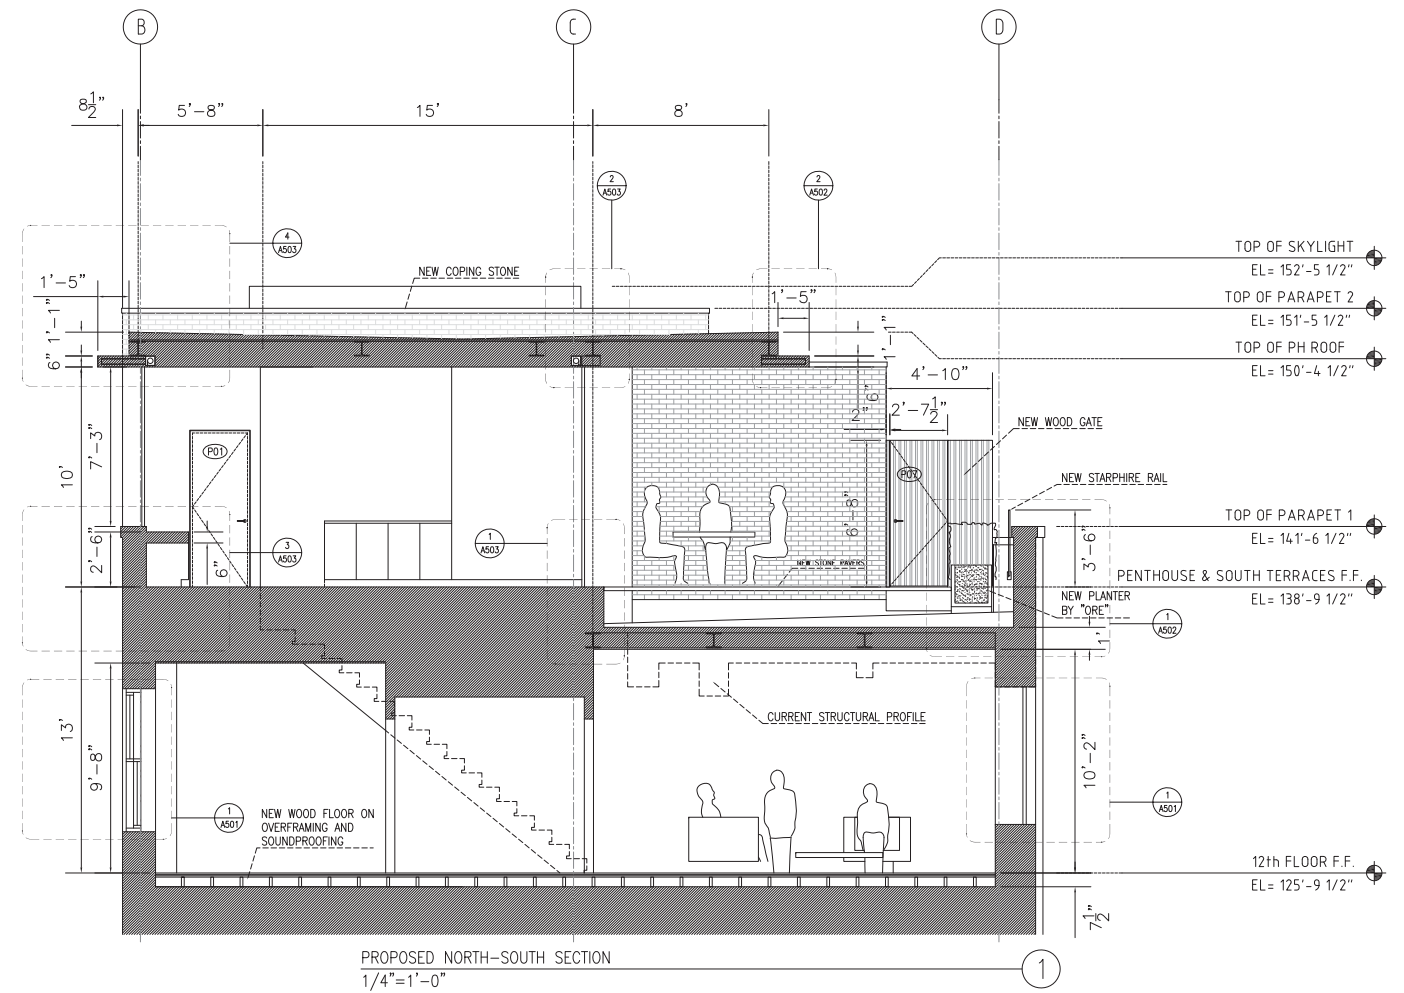 B
C
D
8 1/2"
5'-8"
15'
8'
2
A503
2
A502
4
A503
TOP OF SKYLIGHT
EL= 152'-5 1/2"
NEW COPING STONE
1'-5"
1'-5"
TOP OF PARAPET 2
EL= 151'-5 1/2"
1'-1"
1'-1"
TOP OF PH ROOF
EL= 150'-4 1/2"
6"
6"
4'-10"
2"
2'-7 1/2"
NEW WOOD GATE
7'-3"
10'
P01
P07
NEW STARPHIRE RAIL
6'-8"
TOP OF PARAPET 1
EL= 141'-6 1/2"
3'-6"
1
A503
3
A503
2'-6"
6"
NEW STONE PAVERS
PENTHOUSE & SOUTH TERRACES F.F.
EL= 138'-9 1/2"
NEW PLANTER
BY "ORE"
1
A502
1'
13'
CURRENT STRUCTURAL PROFILE
9'-8"
10'-2"
1
A501
1
A501
NEW WOOD FLOOR ON
OVERFRAMING AND
SOUNDPROOFING
12th FLOOR F.F.
EL= 125'-9 1/2"
7 1/2"
PROPOSED NORTH-SOUTH SECTION
1/4"=1'-0"
1